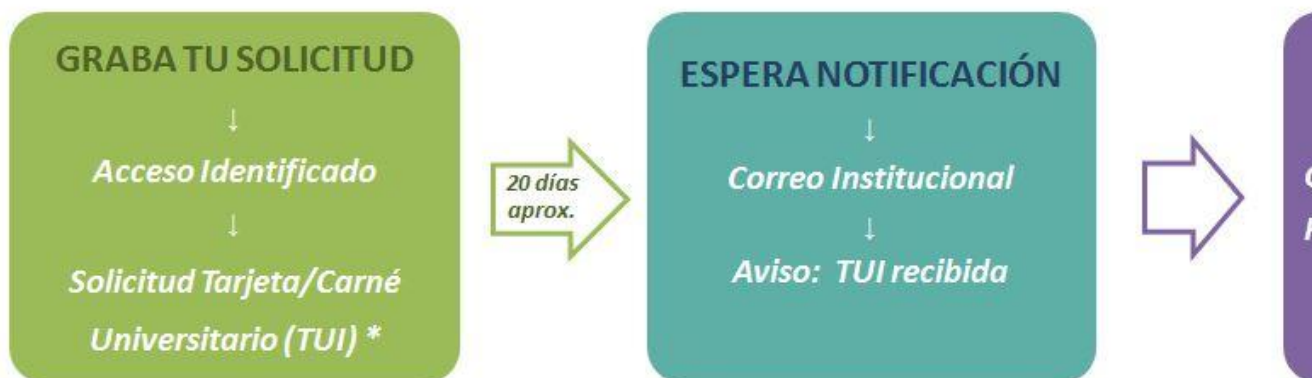 GRABA TU SOLICITUD
↓
Acceso Identificado
↓
Solicitud Tarjeta/Carné
Universitario (TUI) *
20 días
aprox.
ESPERA NOTIFICACIÓN
↓
Correo Institucional
↓
Aviso: TUI recibida